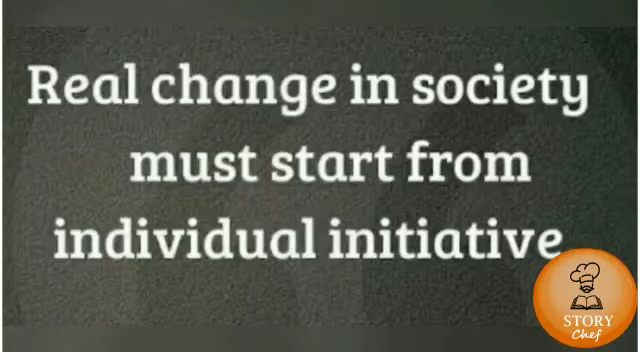 Real change in society
must start from
individual initiative
STORY
Chef